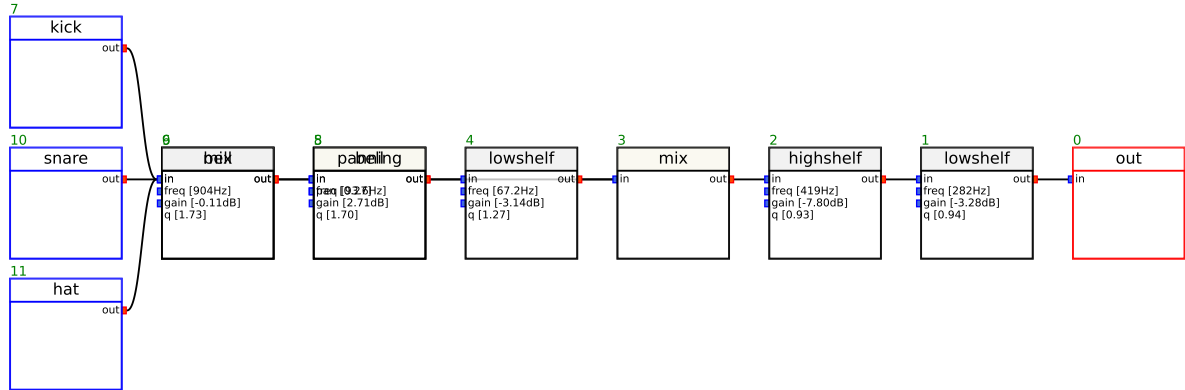 7
kick
out
10
snare
out
11
hat
out
in
out
freq [904Hz]
gain [-0.11dB]
q [1.73]
in
out
gain [2.71dB]
q [1.70]
4
lowshelf
in
out
freq [67.2Hz]
gain [-3.14dB]
q [1.27]
3
mix
in
out
2
highshelf
in
out
freq [419Hz]
gain [-7.80dB]
q [0.93]
1
lowshelf
in
out
freq [282Hz]
gain [-3.28dB]
q [0.94]
0
out
in